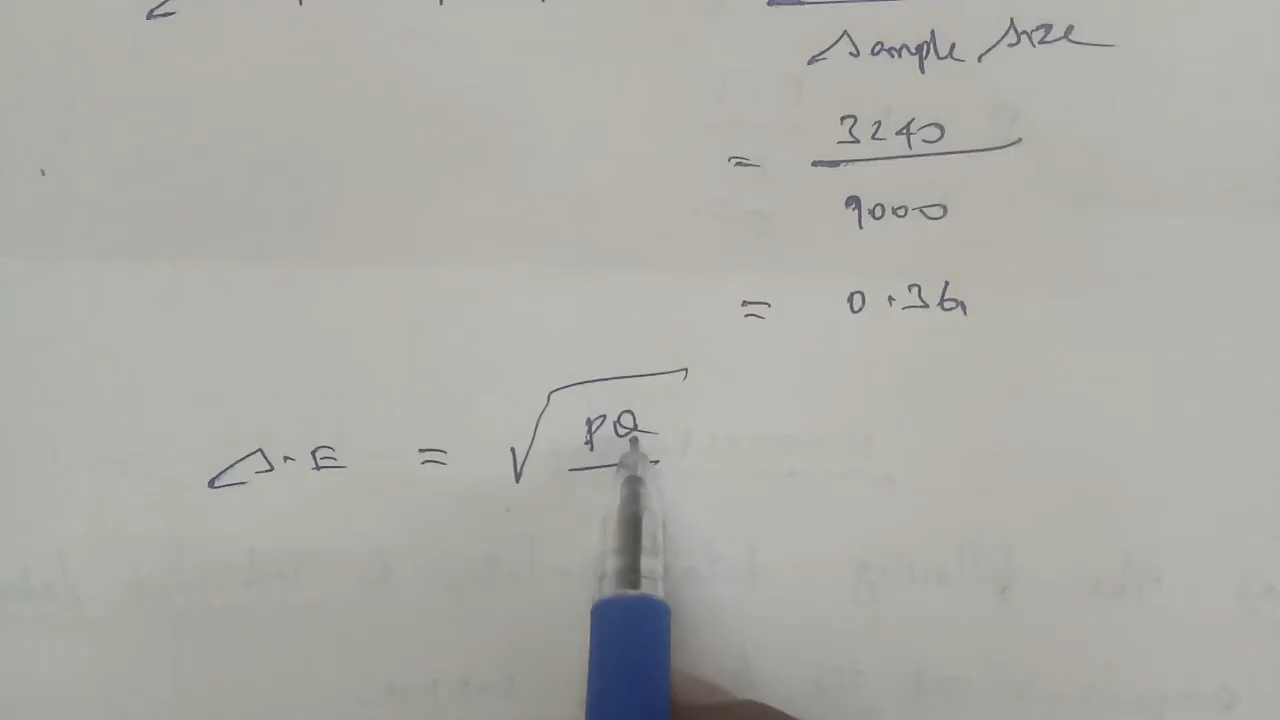 Sample size
= 3240
9000
= 0.36
S.E = √ PQ